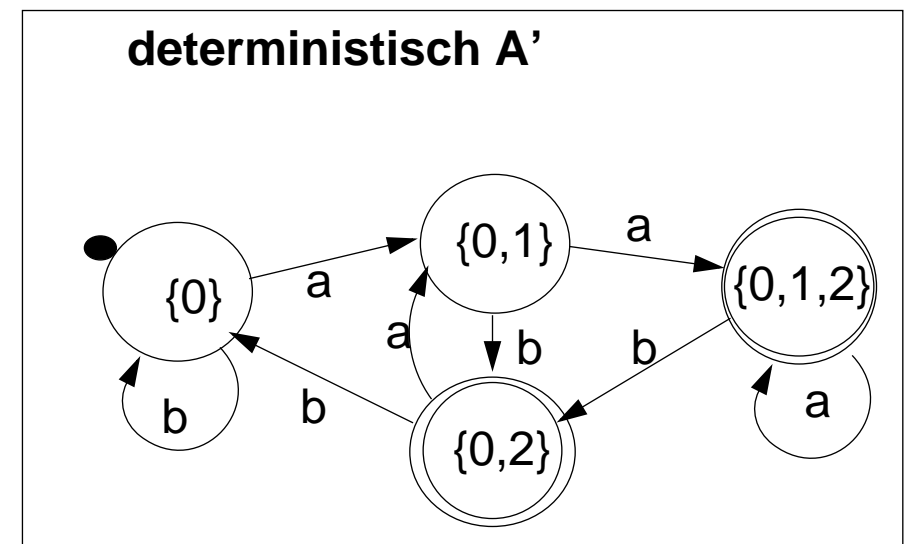 deterministisch A’
{0,1}
a
{0,1,2}
{0}
a
a
b
b
b
b
a
{0,2}